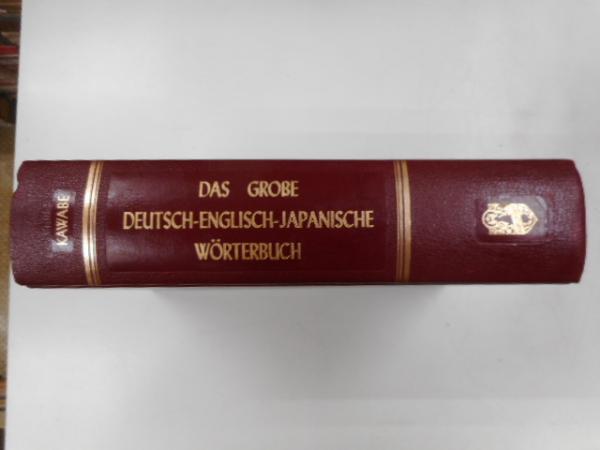 KAWABE
DAS GROBE
DEUTSCH-ENGLISCH-JAPANISCHE
WÖRTERBUCH